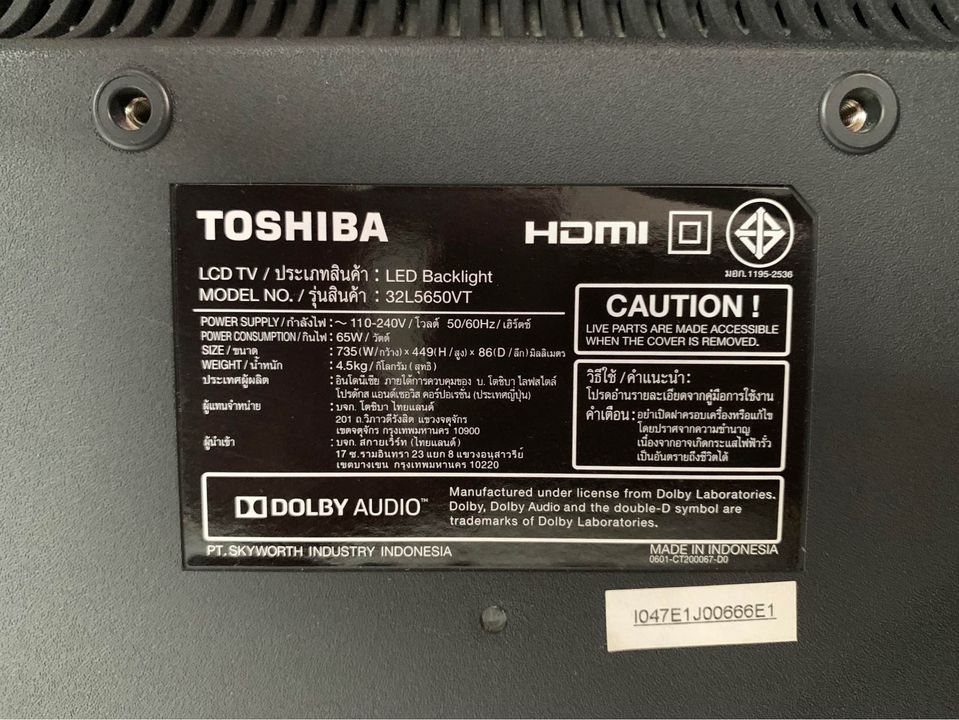 TOSHIBA
HDMI
มอก.1195-2536
LCD TV / ประเภทสินค้า : LED Backlight
MODEL NO. / รุ่นสินค้า : 32L5650VT
POWER SUPPLY/กำลังไฟ : ~ 110-240V/โวลต์ 50/60Hz/เฮิร์ตซ์
POWER CONSUMPTION/กินไฟ : 65W/วัตต์
SIZE/ขนาด : 735(W/กว้าง)x449(H/สูง)x86(D/ลึก)มิลลิเมตร
WEIGHT/น้ำหนัก : 4.5kg/กิโลกรัม(สุทธิ)
ประเทศผู้ผลิต : อินโดนีเซีย ภายใต้การควบคุมของ บ. โตชิบา ไลฟสไตล์
โปรดักส แอนด์เซอวิส คอร์ปอเรชั่น (ประเทศญี่ปุ่น)
ผู้แทนจำหน่าย : บจก. โตชิบา ไทยแลนด์
201 ถ.วิภาวดีรังสิต แขวงจตุจักร
เขตจตุจักร กรุงเทพมหานคร 10900
ผู้นำเข้า : บจก. สกายเวิร์ท (ไทยแลนด์)
17 ซ.รามอินทรา 23 แยก 8 แขวงอนุสาวรีย์
เขตบางเขน กรุงเทพมหานคร 10220
CAUTION !
LIVE PARTS ARE MADE ACCESSIBLE
WHEN THE COVER IS REMOVED.
วิธีใช้ /คำแนะนำ:
โปรดอ่านรายละเอียดจากคู่มือการใช้งาน
คำเตือน: อย่าเปิดฝาครอบเครื่องหรือแก้ไข
โดยปราศจากความชำนาญ
เนื่องจากอาจเกิดกระแสไฟฟ้ารั่ว
เป็นอันตรายถึงชีวิตได้
DOLBY AUDIO™
Manufactured under license from Dolby Laboratories.
Dolby, Dolby Audio and the double-D symbol are
trademarks of Dolby Laboratories.
PT. SKYWORTH INDUSTRY INDONESIA
MADE IN INDONESIA
0601-CT200067-D0
I047E1J00666E1